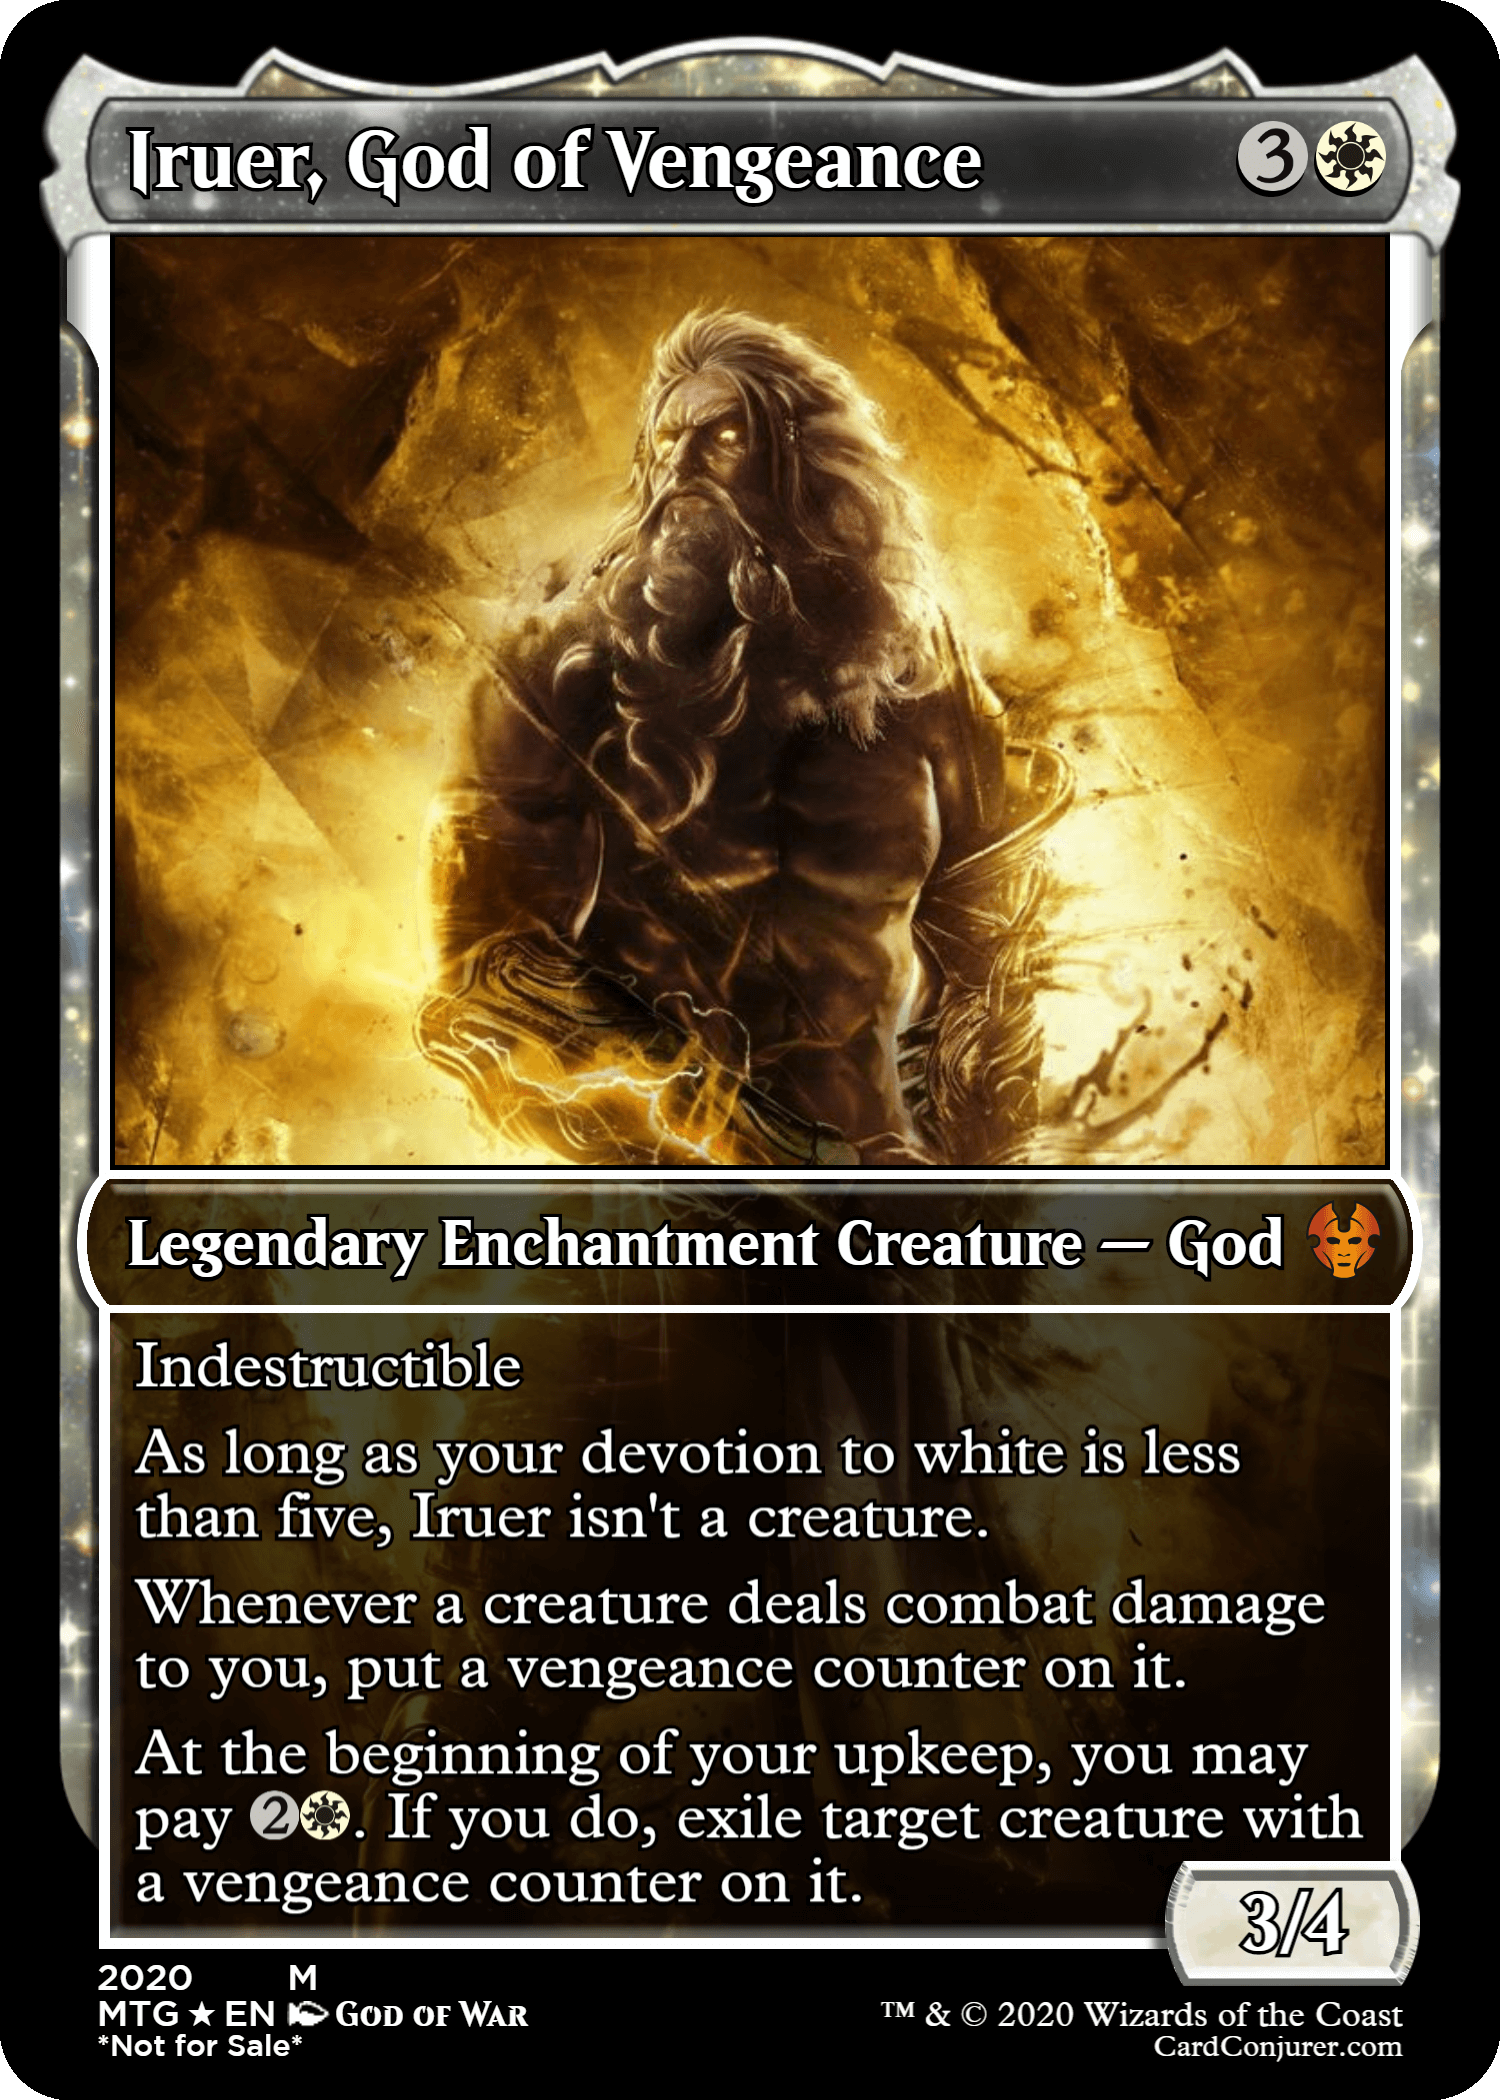 Iruer, God of Vengeance 3
Legendary Enchantment Creature — God
Indestructible
As long as your devotion to white is less
than five, Iruer isn't a creature.
Whenever a creature deals combat damage
to you, put a vengeance counter on it.
At the beginning of your upkeep, you may
pay 2. If you do, exile target creature with
a vengeance counter on it.
3/4
2020 M
MTG ★ EN God of War
*Not for Sale*
™ & © 2020 Wizards of the Coast
CardConjurer.com